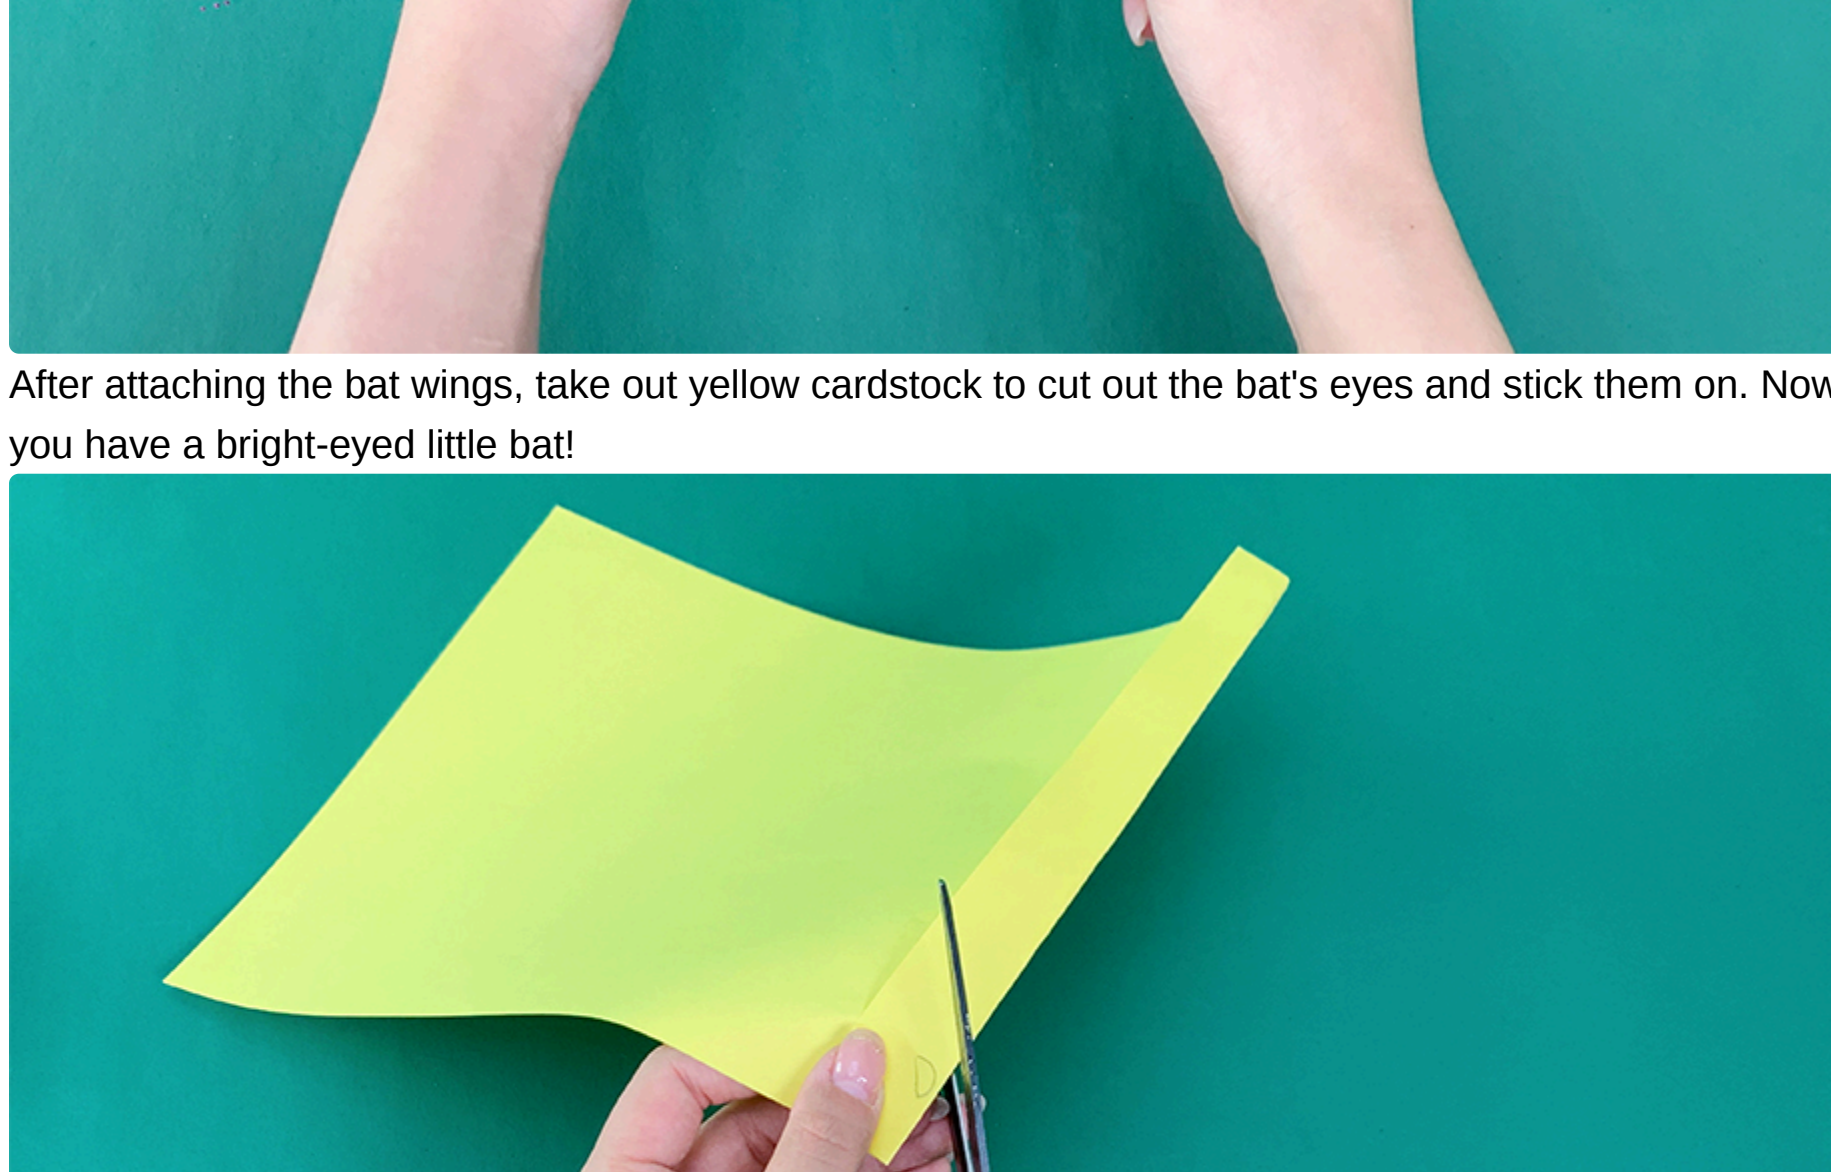 After attaching the bat wings, take out yellow cardstock to cut out the bat's eyes and stick them on. Now
you have a bright-eyed little bat!